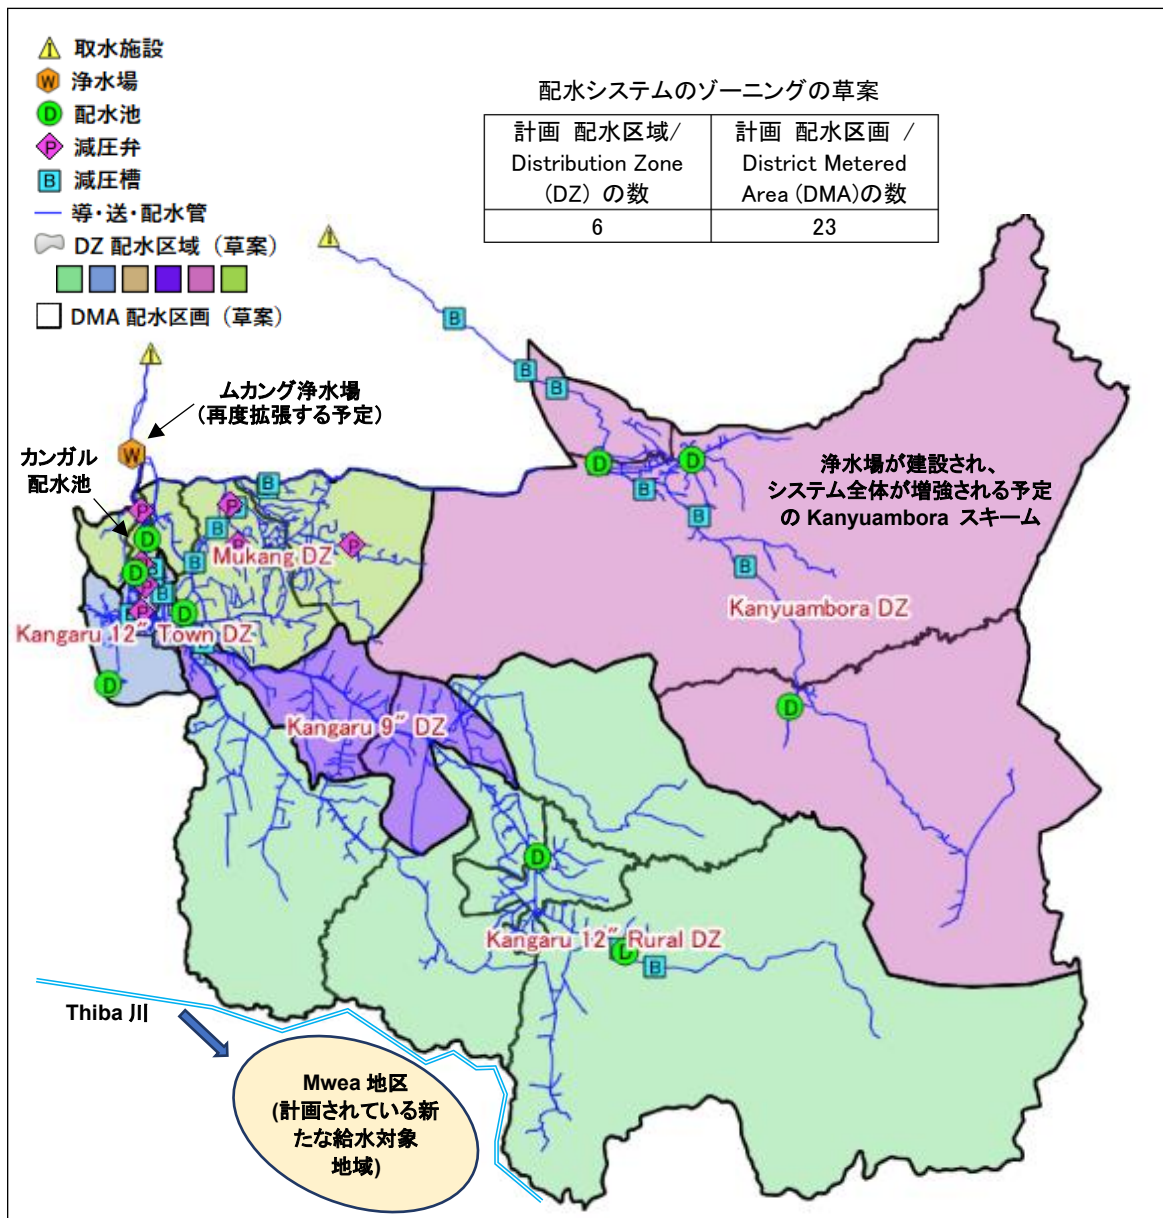 取水施設
W 浄水場
D 配水池
P 減圧弁
B 減圧槽
導・送・配水管
DZ 配水区域（草案）
DMA 配水区画（草案）
配水システムのゾーニングの草案
計画 配水区域/
Distribution Zone
(DZ) の数
計画 配水区画 /
District Metered
Area (DMA)の数
6
23
ムカング浄水場
（再度拡張する予定）
カンガル
配水池
浄水場が建設され、
システム全体が増強される予定
の Kanyuambora スキーム
Mukang DZ
Kanyuambora DZ
Kangaru 12” Town DZ
Kangaru 9” DZ
Kangaru 12” Rural DZ
Thiba 川
Mwea 地区
(計画されている新
たな給水対象
地域)